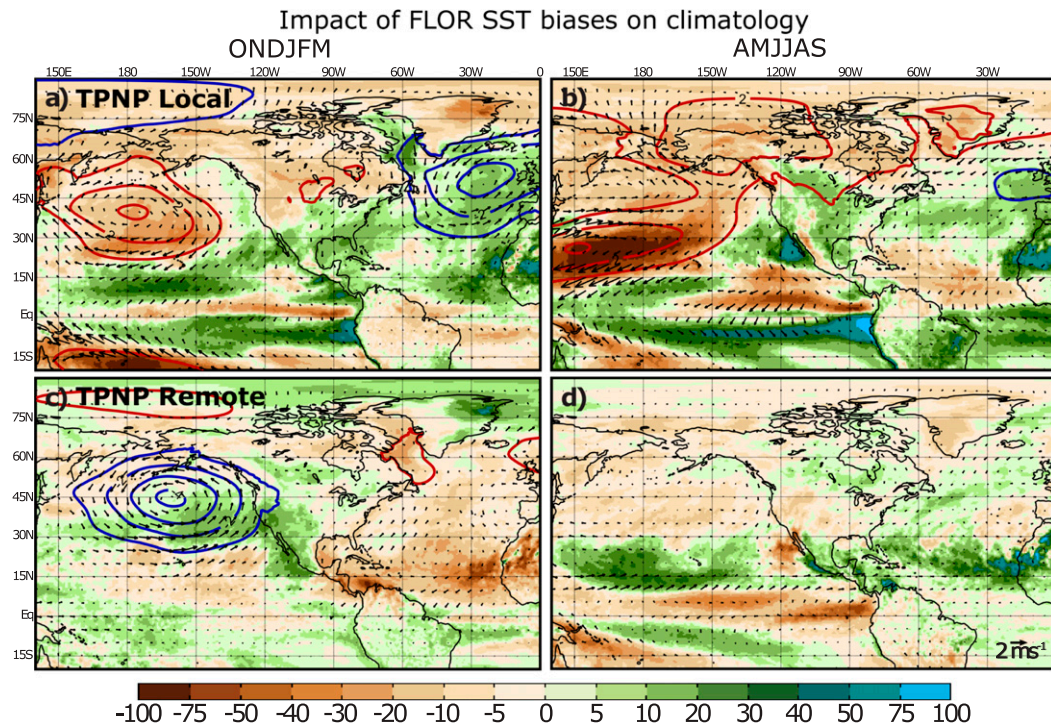 Impact of FLOR SST biases on climatology
ONDJFM AMJJAS
150E 180 150W 120W 90W 60W 30W 0 150E 180 150W 120W 90W 60W 30W
a) TPNP Local b)
75N
60N
45N
30N
15N
Eq
15S
2
2
2
2
c) TPNP Remote d)
75N
60N
45N
30N
15N
Eq
15S
2 ms⁻¹
-100 -75 -50 -40 -30 -20 -10 -5 0 5 10 20 30 40 50 75 100